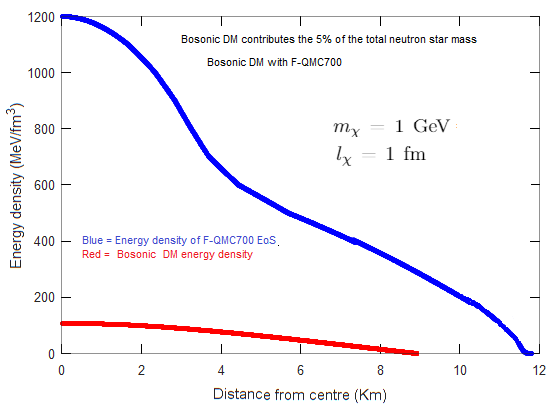 Bosonic DM contributes the 5% of the total neutron star mass
Bosonic DM with F-QMC700
mχ = 1 GeV
lχ = 1 fm
Blue = Energy density of F-QMC700 EoS.
Red = Bosonic DM energy density
Energy density (MeV/fm³)
1200
1000
800
600
400
200
0
0 2 4 6 8 10 12
Distance from centre (Km)